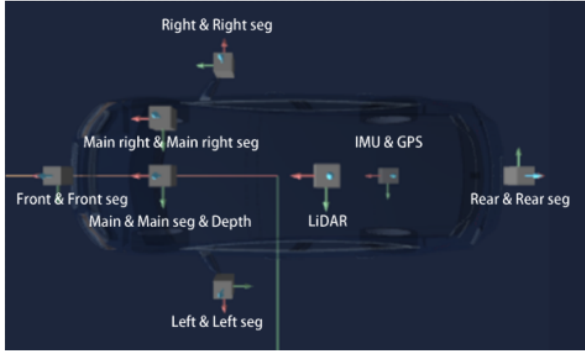 Right & Right seg
Main right & Main right seg
IMU & GPS
Front & Front seg
Rear & Rear seg
Main & Main seg & Depth
LiDAR
Left & Left seg